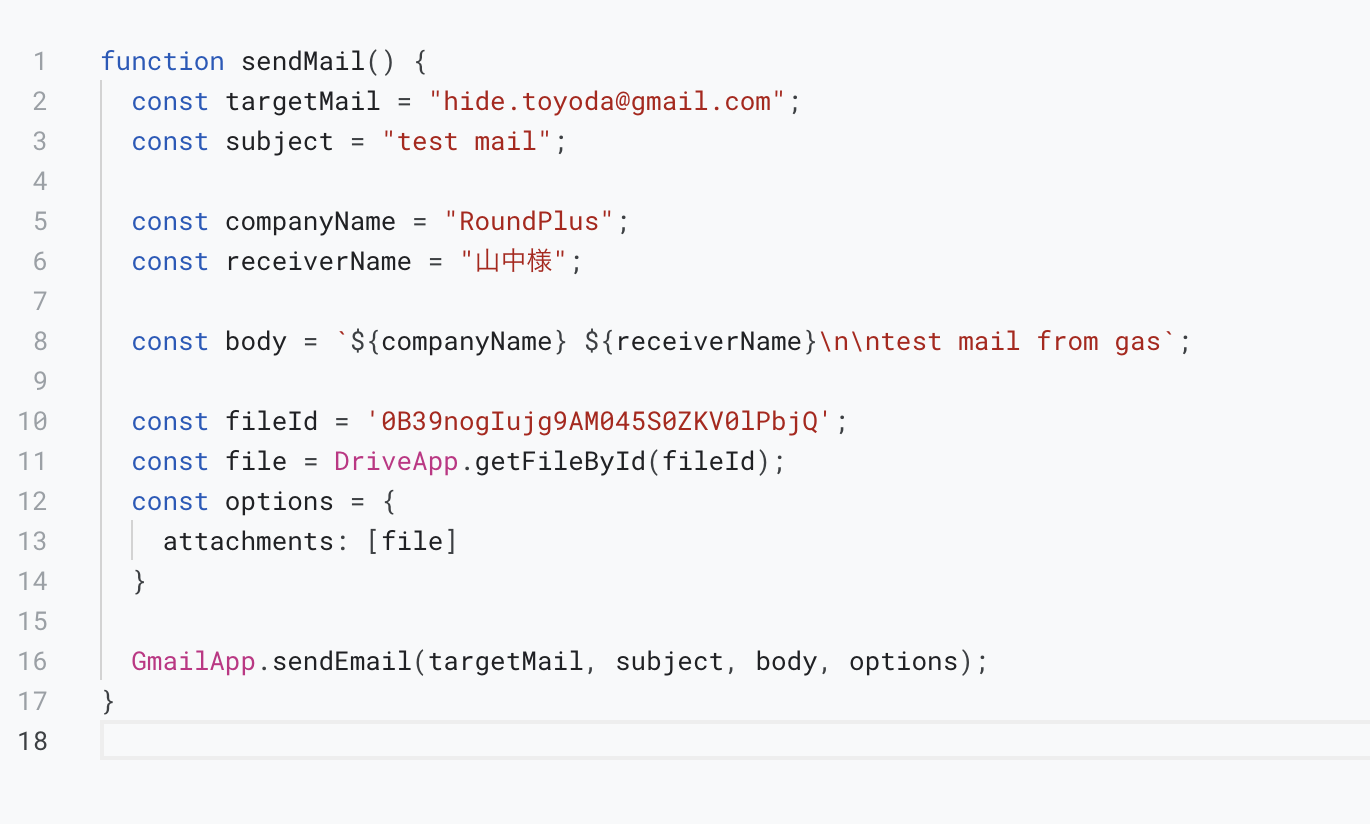 1 function sendMail() {
2 const targetMail = "hide.toyoda@gmail.com";
3 const subject = "test mail";
4
5 const companyName = "RoundPlus";
6 const receiverName = "山中様";
7
8 const body = `${companyName} ${receiverName}\n\ntest mail from gas`;
9
10 const fileId = '0B39nogIujg9AM045S0ZKV0lPbjQ';
11 const file = DriveApp.getFileById(fileId);
12 const options = {
13 attachments: [file]
14 }
15
16 GmailApp.sendEmail(targetMail, subject, body, options);
17 }
18